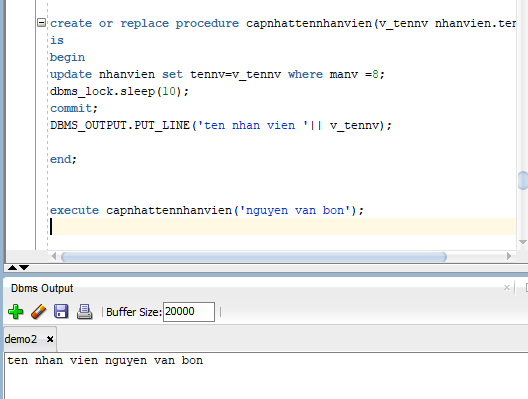 create or replace procedure capnhattennhanvien(v_tennv nhanvien.ten
is
begin
update nhanvien set tennv=v_tennv where manv =8;
dbms_lock.sleep(10);
commit;
DBMS_OUTPUT.PUT_LINE('ten nhan vien '|| v_tennv);
end;
execute capnhattennhanvien('nguyen van bon');
Dbms Output
Buffer Size: 20000
demo2
ten nhan vien nguyen van bon